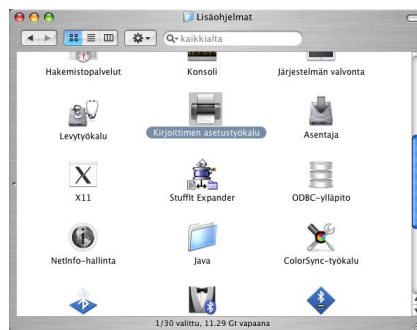 Lisäohjelmat
kaikkialta
Hakemistopalvelut
Konsoli
Järjestelmän valvonta
Levytyökalu
Kirjoittimen asetustyökalu
Asentaja
X11
StuffIt Expander
ODBC-ylläpito
NetInfo-hallinta
Java
ColorSync-työkalu
1/30 valittu, 11.29 Gt vapaana